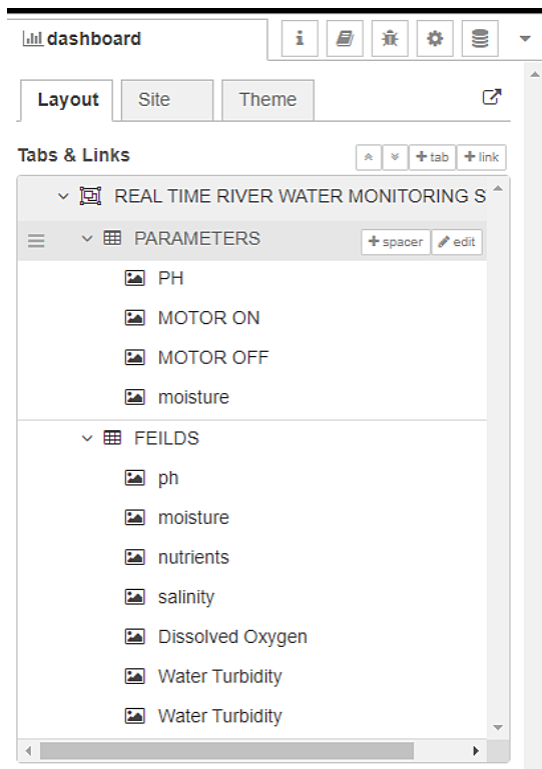 dashboard
Layout Site Theme
Tabs & Links +tab +link
REAL TIME RIVER WATER MONITORING S
PARAMETERS +spacer edit
PH
MOTOR ON
MOTOR OFF
moisture
FEILDS
ph
moisture
nutrients
salinity
Dissolved Oxygen
Water Turbidity
Water Turbidity